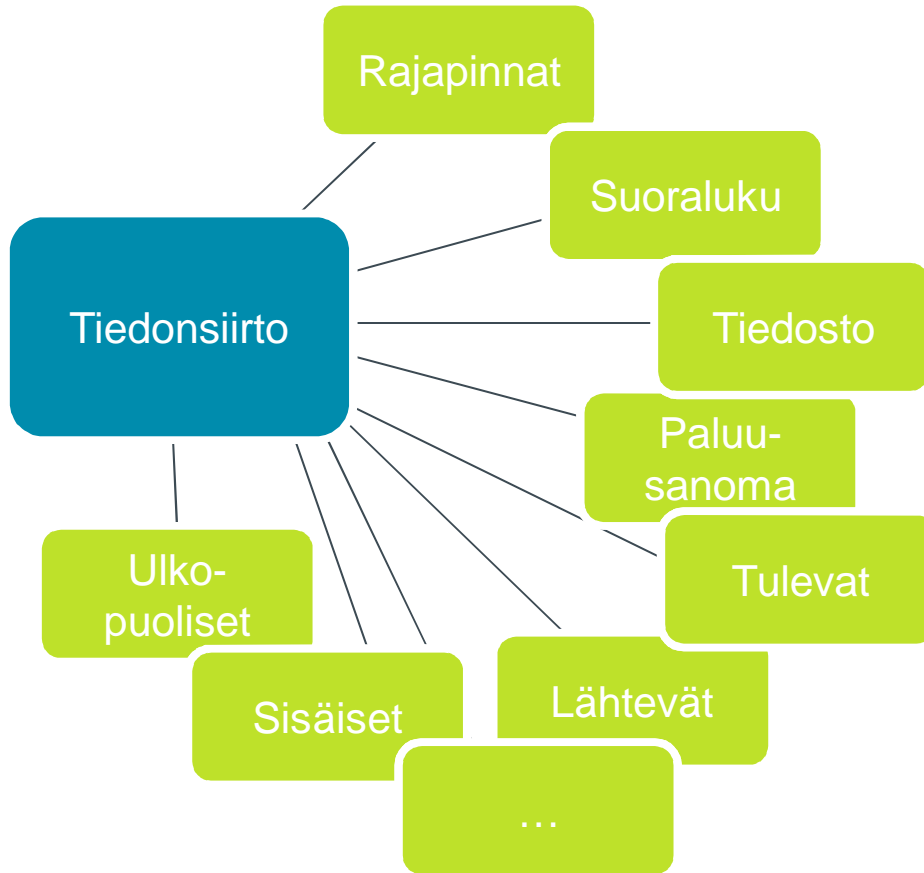 Rajapinnat
Suoraluku
Tiedonsiirto
Tiedosto
Paluu-
sanoma
Tulevat
Ulko-
puoliset
Sisäiset
Lähtevät
…